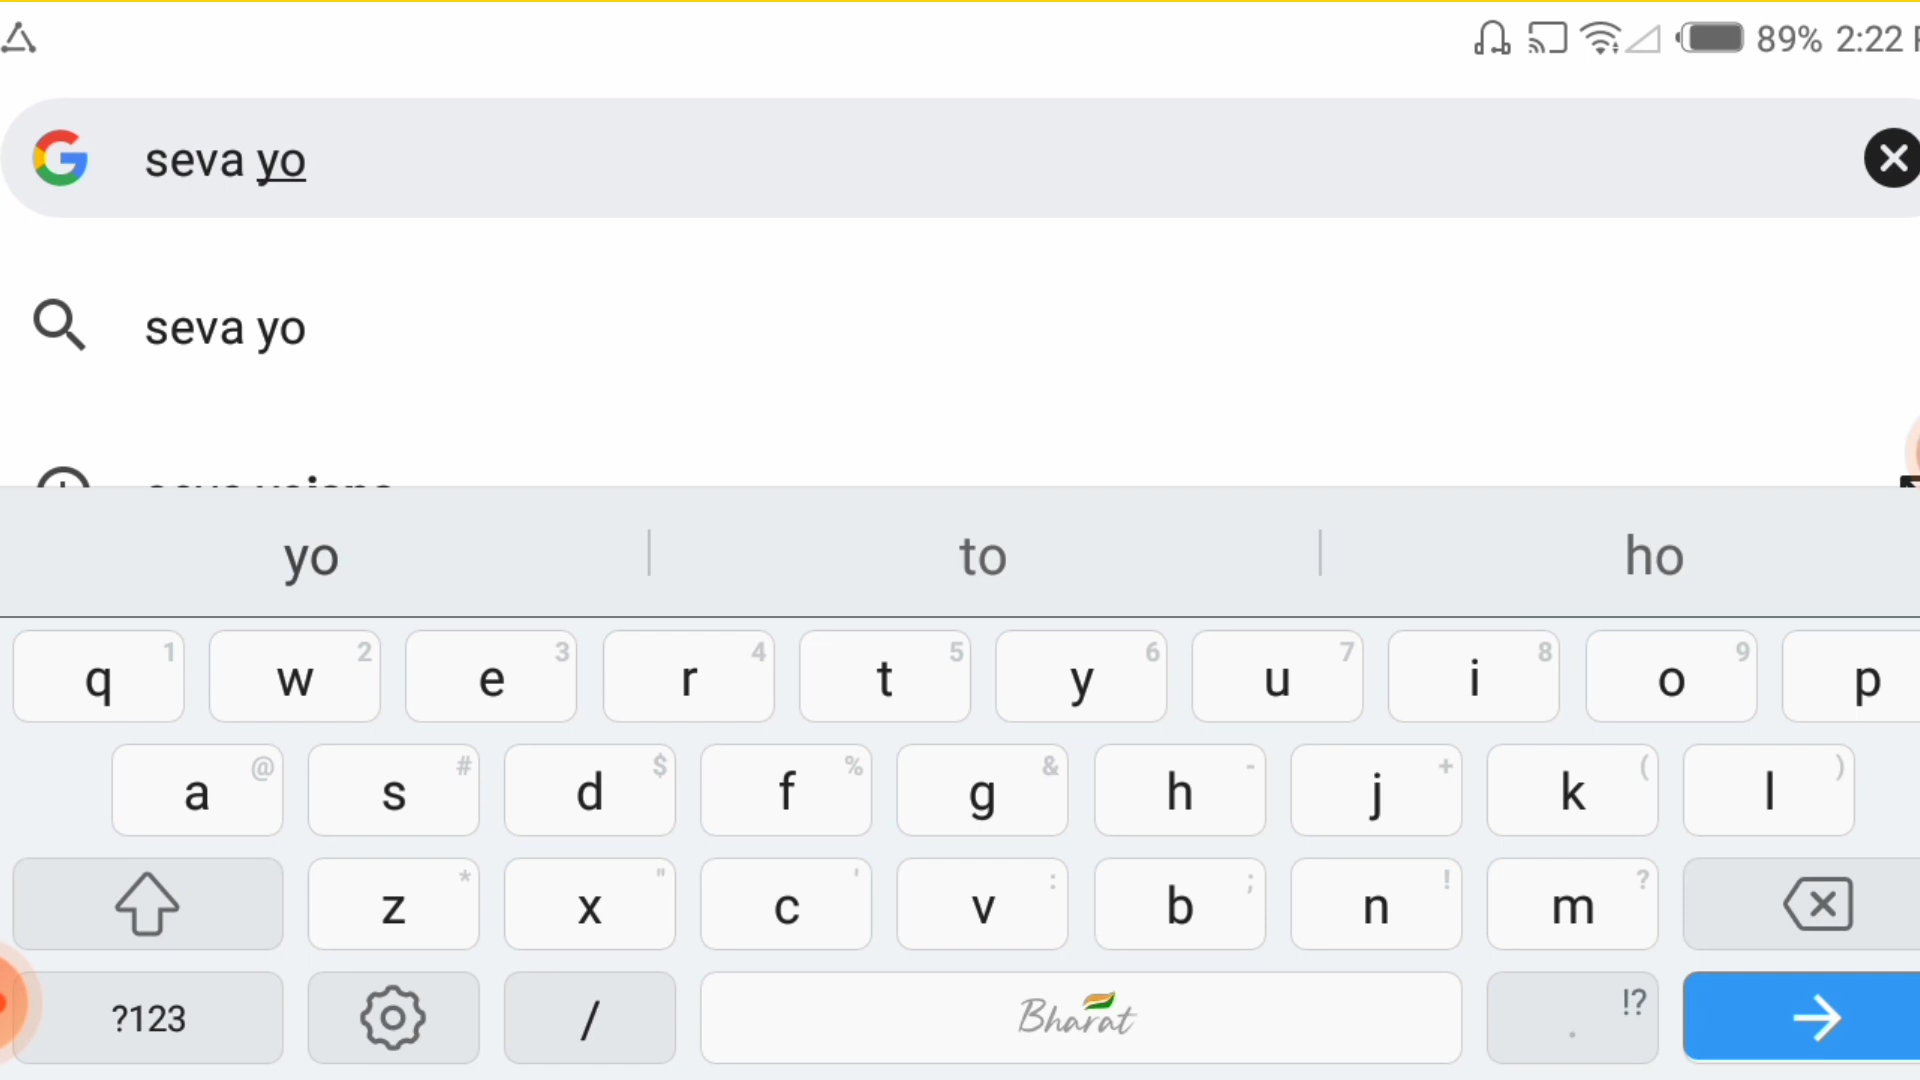 89% 2:22
seva yo
seva yo
yo to ho
q 1 w 2 e 3 r 4 t 5 y 6 u 7 i 8 o 9 p
a @ s # d $ f % g & h - j + k ( l )
z * x " c ' v : b ; n ! m ?
?123 / Bharat . !?